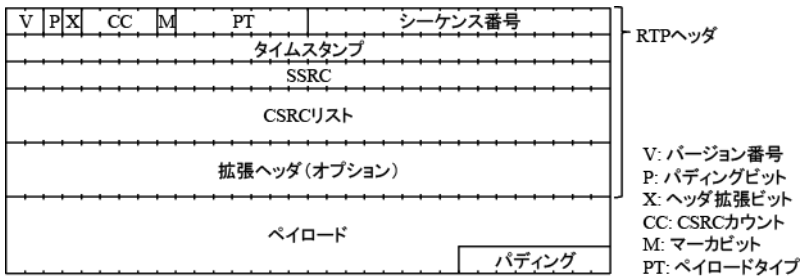 V P X CC M PT シーケンス番号
RTPヘッダ
タイムスタンプ
SSRC
CSRCリスト
拡張ヘッダ（オプション）
ペイロード
パディング
V: バージョン番号
P: パディングビット
X: ヘッダ拡張ビット
CC: CSRCカウント
M: マーカビット
PT: ペイロードタイプ